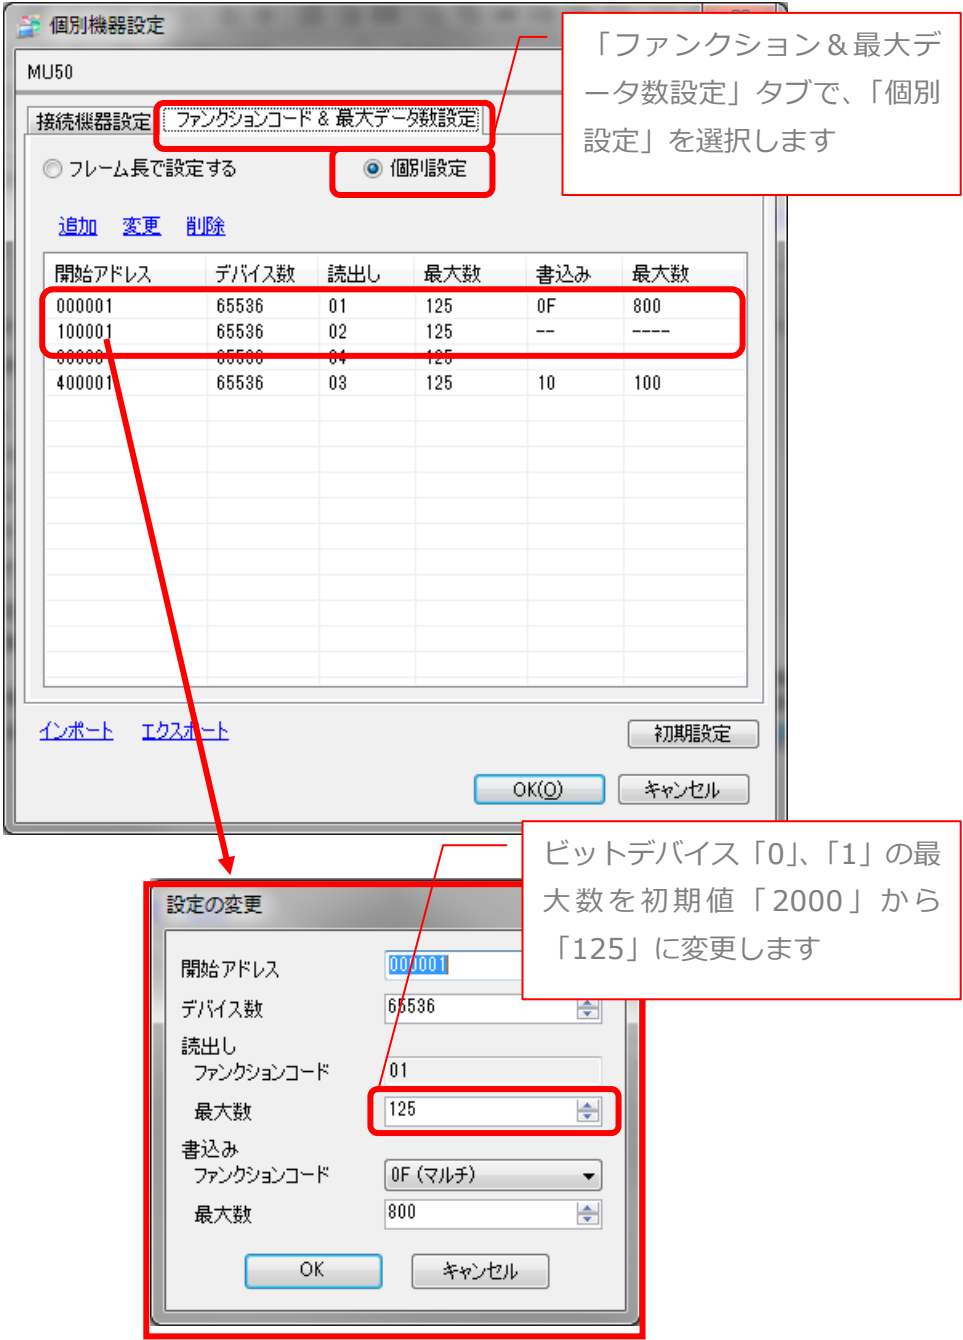 個別機器設定
「ファンクション＆最大デ
ータ数設定」タブで、「個別
設定」を選択します
MU50
接続機器設定 ファンクションコード & 最大データ数設定
フレーム長で設定する 個別設定
追加 変更 削除
開始アドレス デバイス数 読出し 最大数 書込み 最大数
000001 65536 01 125 0F 800
100001 65536 02 125 -- ----
65536 04 125
400001 65536 03 125 10 100
インポート エクスポート 初期設定
OK(O) キャンセル
ビットデバイス「0」、「1」の最
大数を初期値「2000」から
「125」に変更します
設定の変更
開始アドレス 000001
デバイス数 65536
読出し
ファンクションコード 01
最大数 125
書込み
ファンクションコード 0F (マルチ)
最大数 800
OK キャンセル